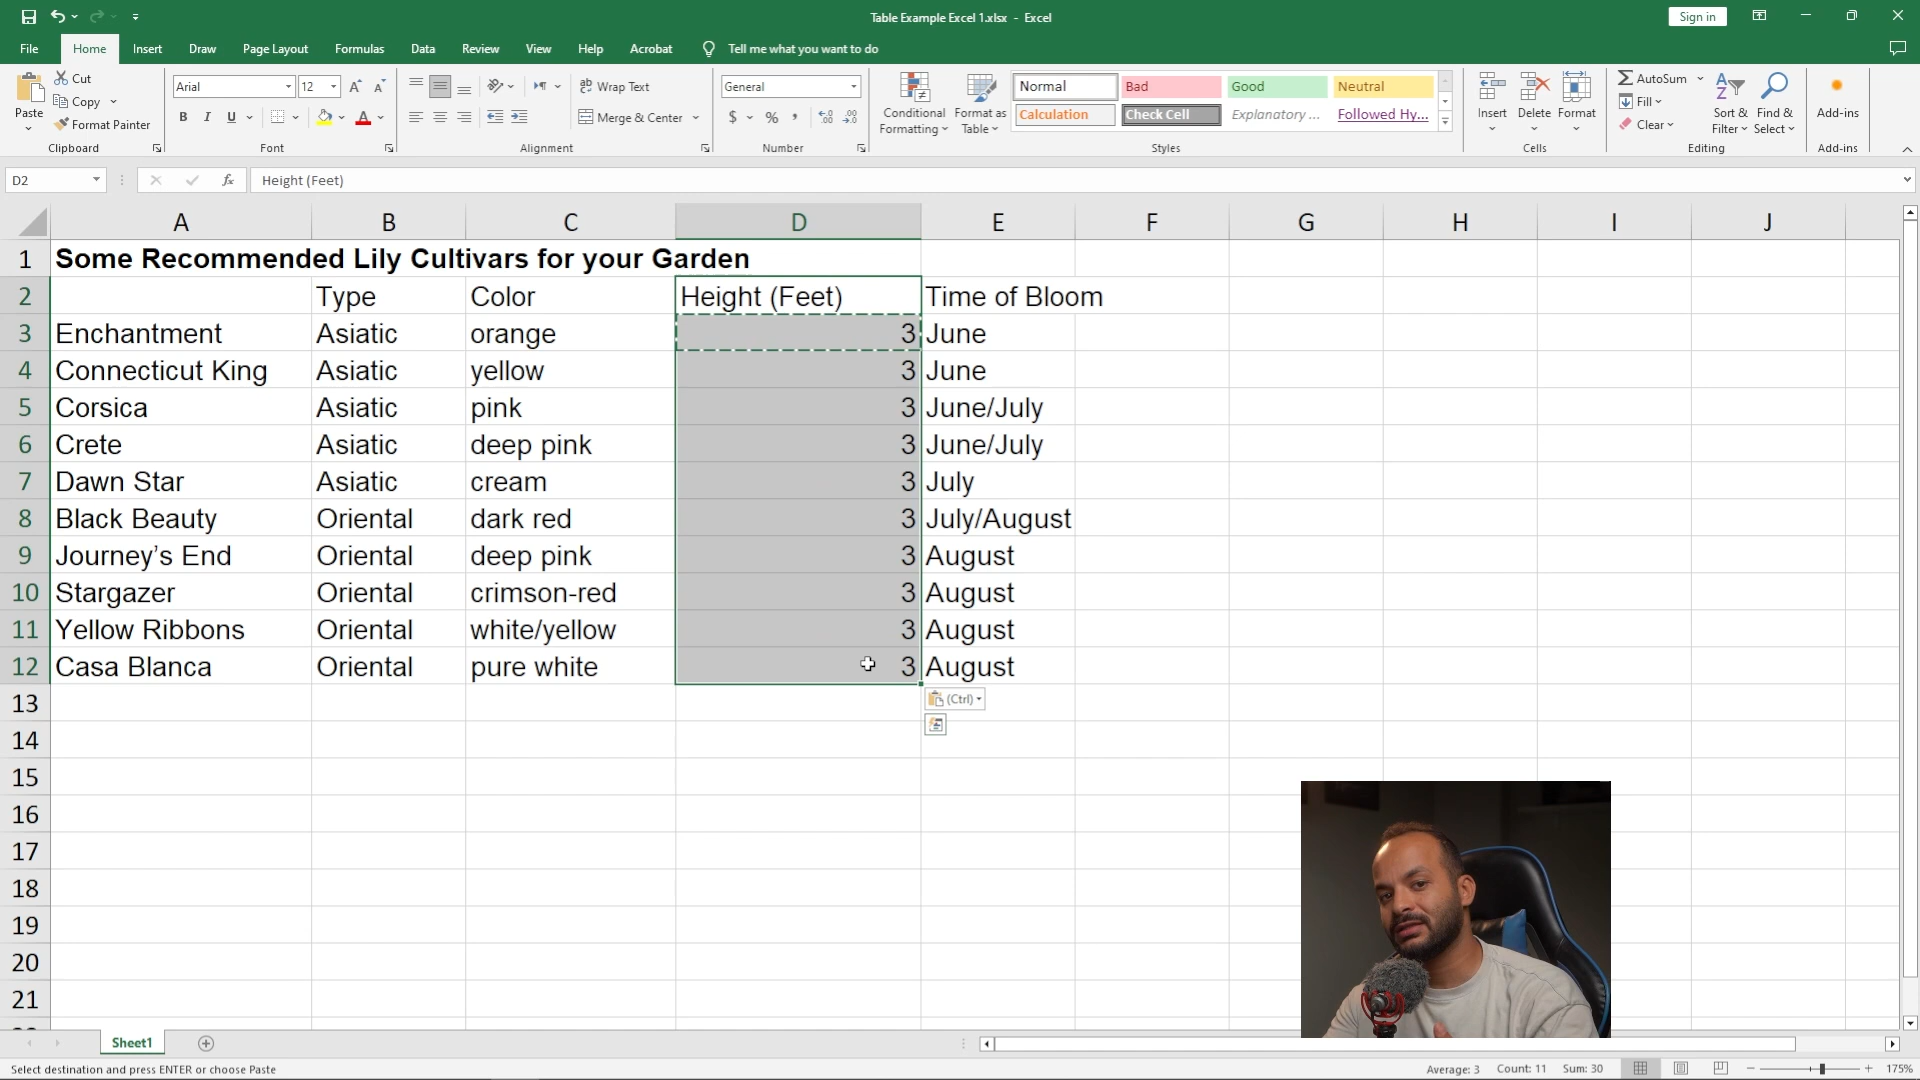 Table Example Excel 1.xlsx - Excel
Sign in
File Home Insert Draw Page Layout Formulas Data Review View Help Acrobat Tell me what you want to do
Paste
Cut
Copy
Format Painter
Clipboard
Arial 12
B I U
Font
Wrap Text
Merge & Center
Alignment
General
$ % ,
Number
Conditional Formatting
Format as Table
Normal Bad Good Neutral
Calculation Check Cell Explanatory ... Followed Hy...
Styles
Insert Delete Format
Cells
AutoSum
Fill
Clear
Sort & Filter
Find & Select
Editing
Add-ins
Add-ins
D2 fx Height (Feet)
A B C D E F G H I J
1 Some Recommended Lily Cultivars for your Garden
2 Type Color Height (Feet) Time of Bloom
3 Enchantment Asiatic orange 3 June
4 Connecticut King Asiatic yellow 3 June
5 Corsica Asiatic pink 3 June/July
6 Crete Asiatic deep pink 3 June/July
7 Dawn Star Asiatic cream 3 July
8 Black Beauty Oriental dark red 3 July/August
9 Journey’s End Oriental deep pink 3 August
10 Stargazer Oriental crimson-red 3 August
11 Yellow Ribbons Oriental white/yellow 3 August
12 Casa Blanca Oriental pure white 3 August
13 (Ctrl)
14
15
16
17
18
19
20
21
Sheet1
Select destination and press ENTER or choose Paste Average: 3 Count: 11 Sum: 30 175%